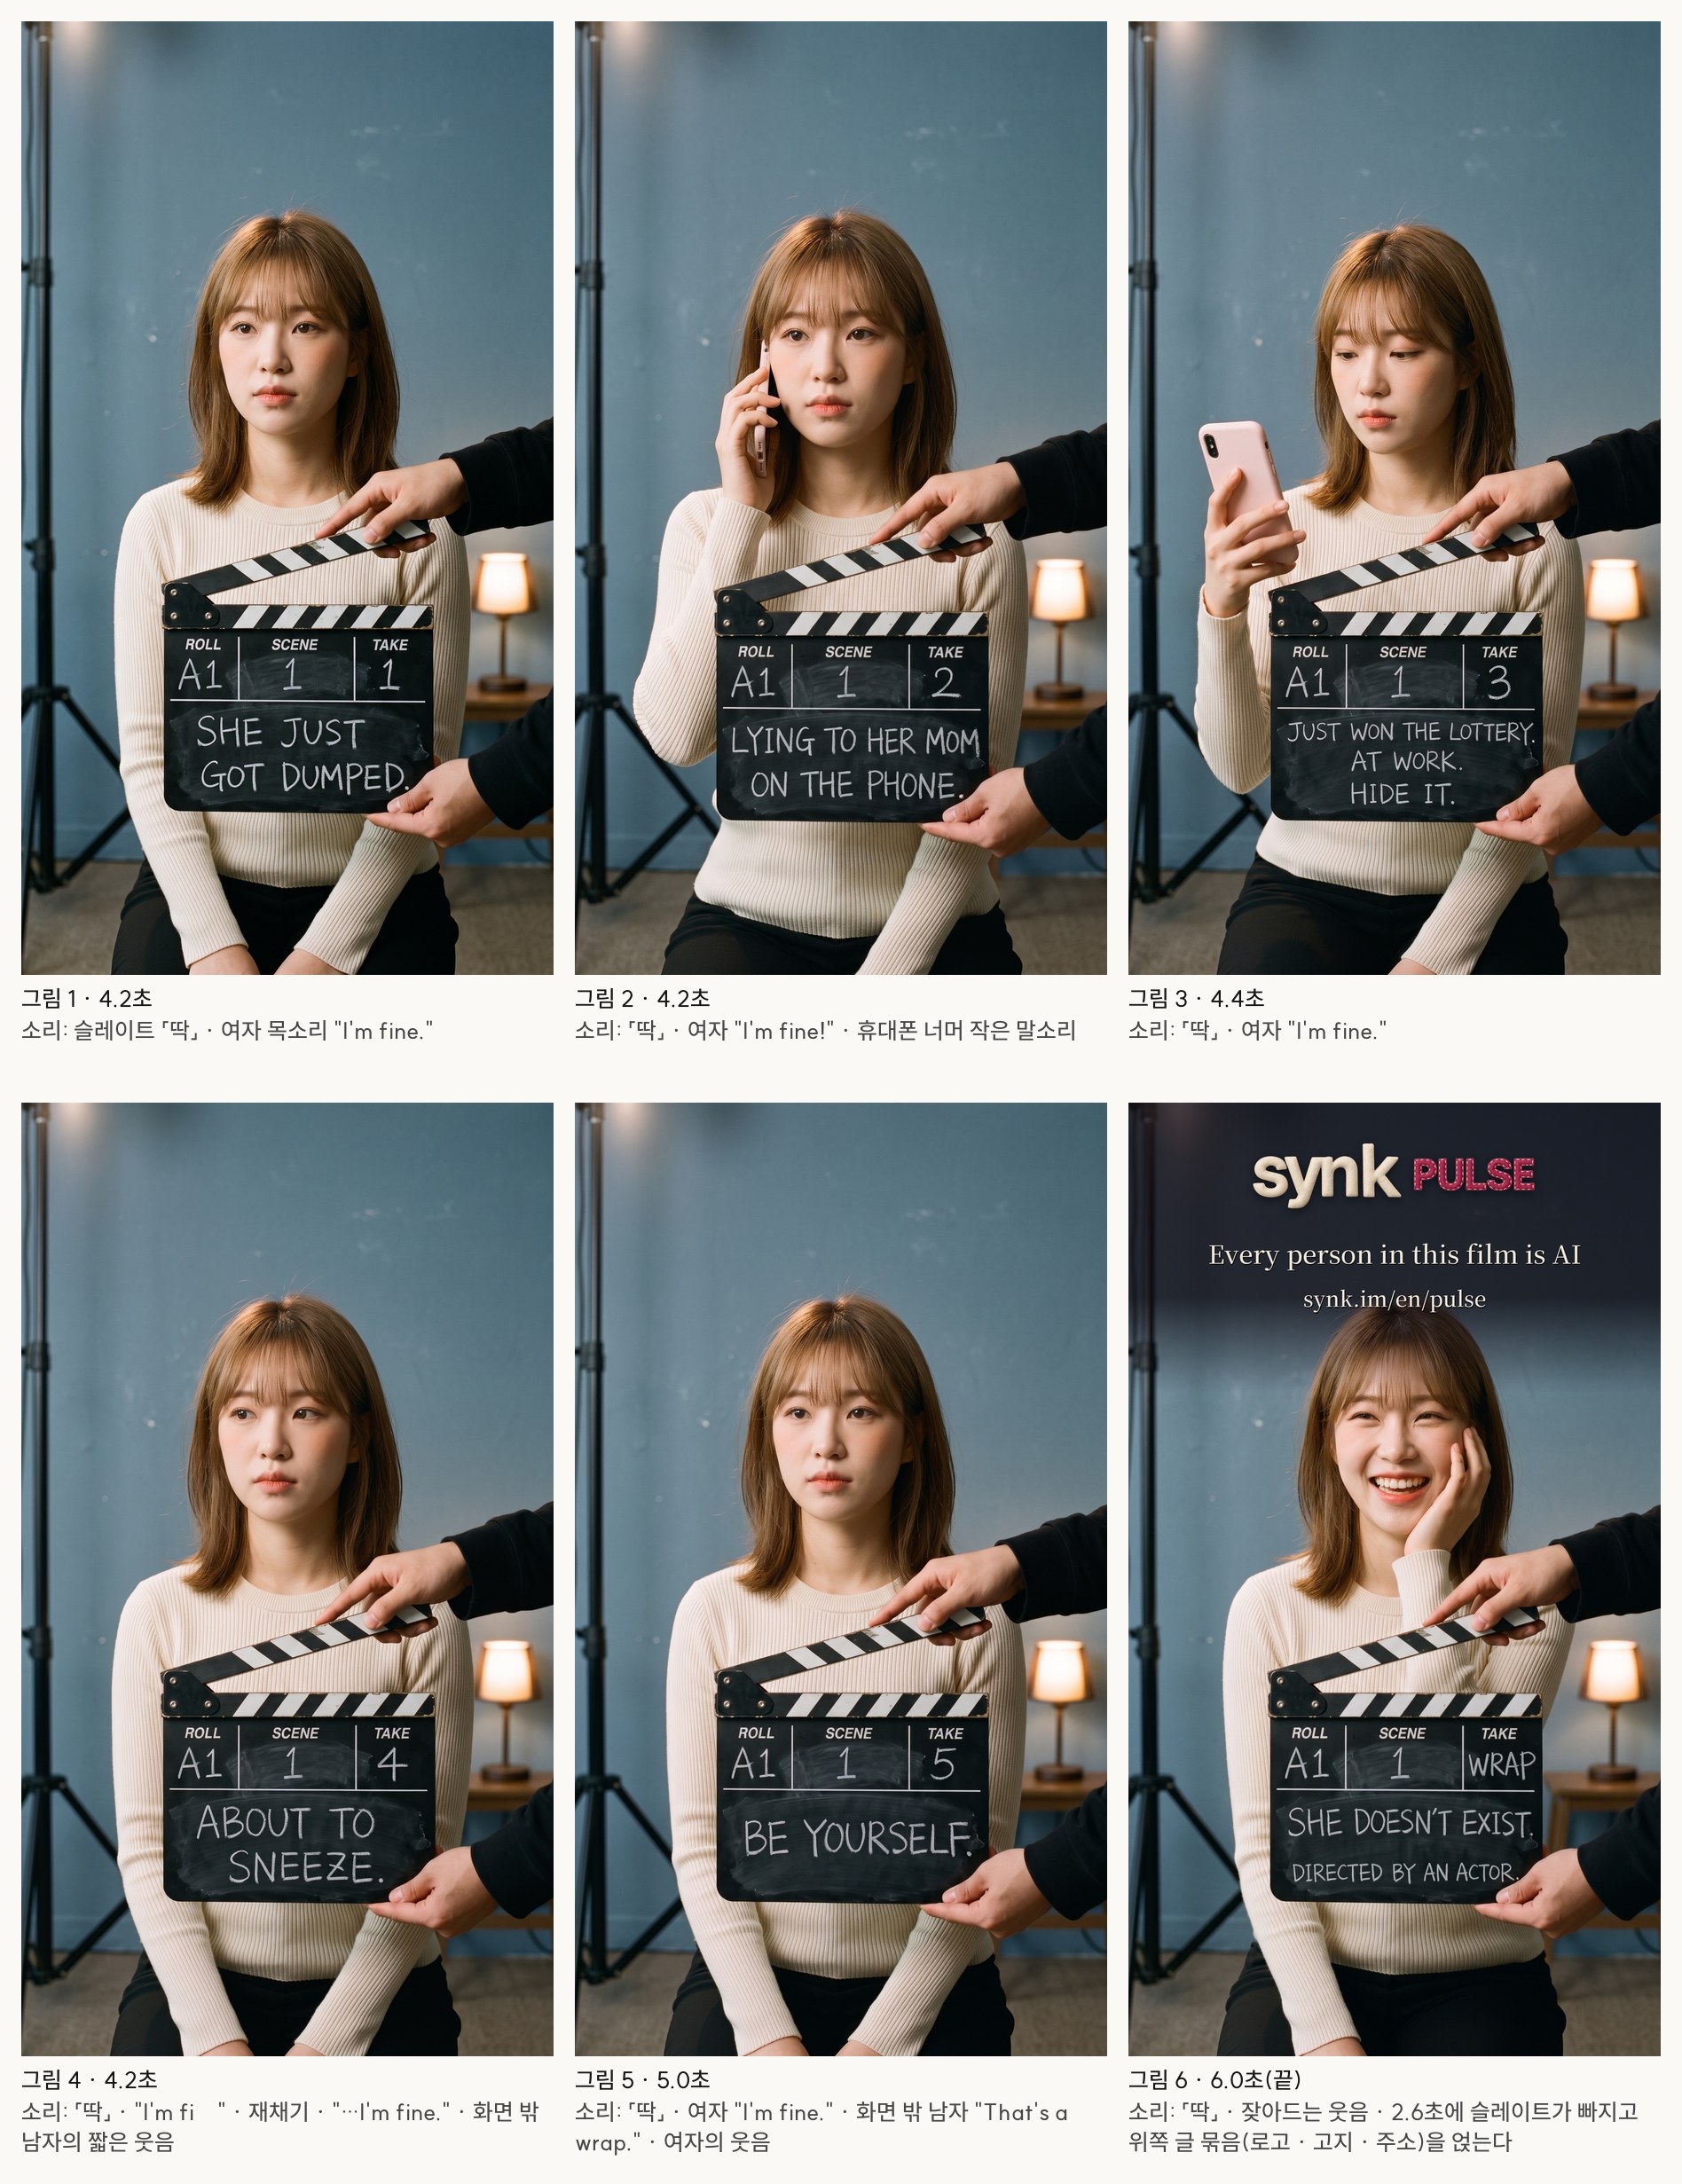 ROLL SCENE TAKE
A1 1 1
SHE JUST
GOT DUMPED.
그림 1 · 4.2초
소리: 슬레이트 「딱」 · 여자 목소리 "I'm fine."
ROLL SCENE TAKE
A1 1 2
LYING TO HER MOM
ON THE PHONE.
그림 2 · 4.2초
소리: 「딱」 · 여자 "I'm fine!" · 휴대폰 너머 작은 말소리
ROLL SCENE TAKE
A1 1 3
JUST WON THE LOTTERY.
AT WORK.
HIDE IT.
그림 3 · 4.4초
소리: 「딱」 · 여자 "I'm fine."
ROLL SCENE TAKE
A1 1 4
ABOUT TO
SNEEZE.
그림 4 · 4.2초
소리: 「딱」 · "I'm fi " · 재채기 · "…I'm fine." · 화면 밖
남자의 짧은 웃음
ROLL SCENE TAKE
A1 1 5
BE YOURSELF.
그림 5 · 5.0초
소리: 「딱」 · 여자 "I'm fine." · 화면 밖 남자 "That's a
wrap." · 여자의 웃음
synk PULSE
Every person in this film is AI
synk.im/en/pulse
ROLL SCENE TAKE
A1 1 WRAP
SHE DOESN'T EXIST.
DIRECTED BY AN ACTOR.
그림 6 · 6.0초(끝)
소리: 「딱」 · 잦아드는 웃음 · 2.6초에 슬레이트가 빠지고
위쪽 글 묶음(로고 · 고지 · 주소)을 얹는다